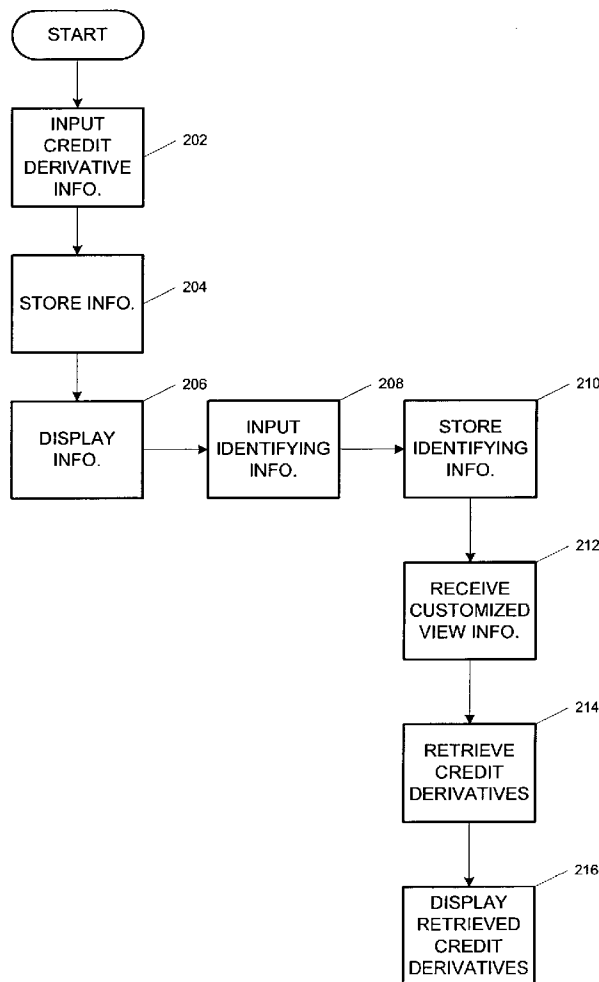 START
INPUT
CREDIT
DERIVATIVE
INFO.
202
STORE INFO.
204
206
DISPLAY
INFO.
208
INPUT
IDENTIFYING
INFO.
210
STORE
IDENTIFYING
INFO.
212
RECEIVE
CUSTOMIZED
VIEW INFO.
214
RETRIEVE
CREDIT
DERIVATIVES
216
DISPLAY
RETRIEVED
CREDIT
DERIVATIVES